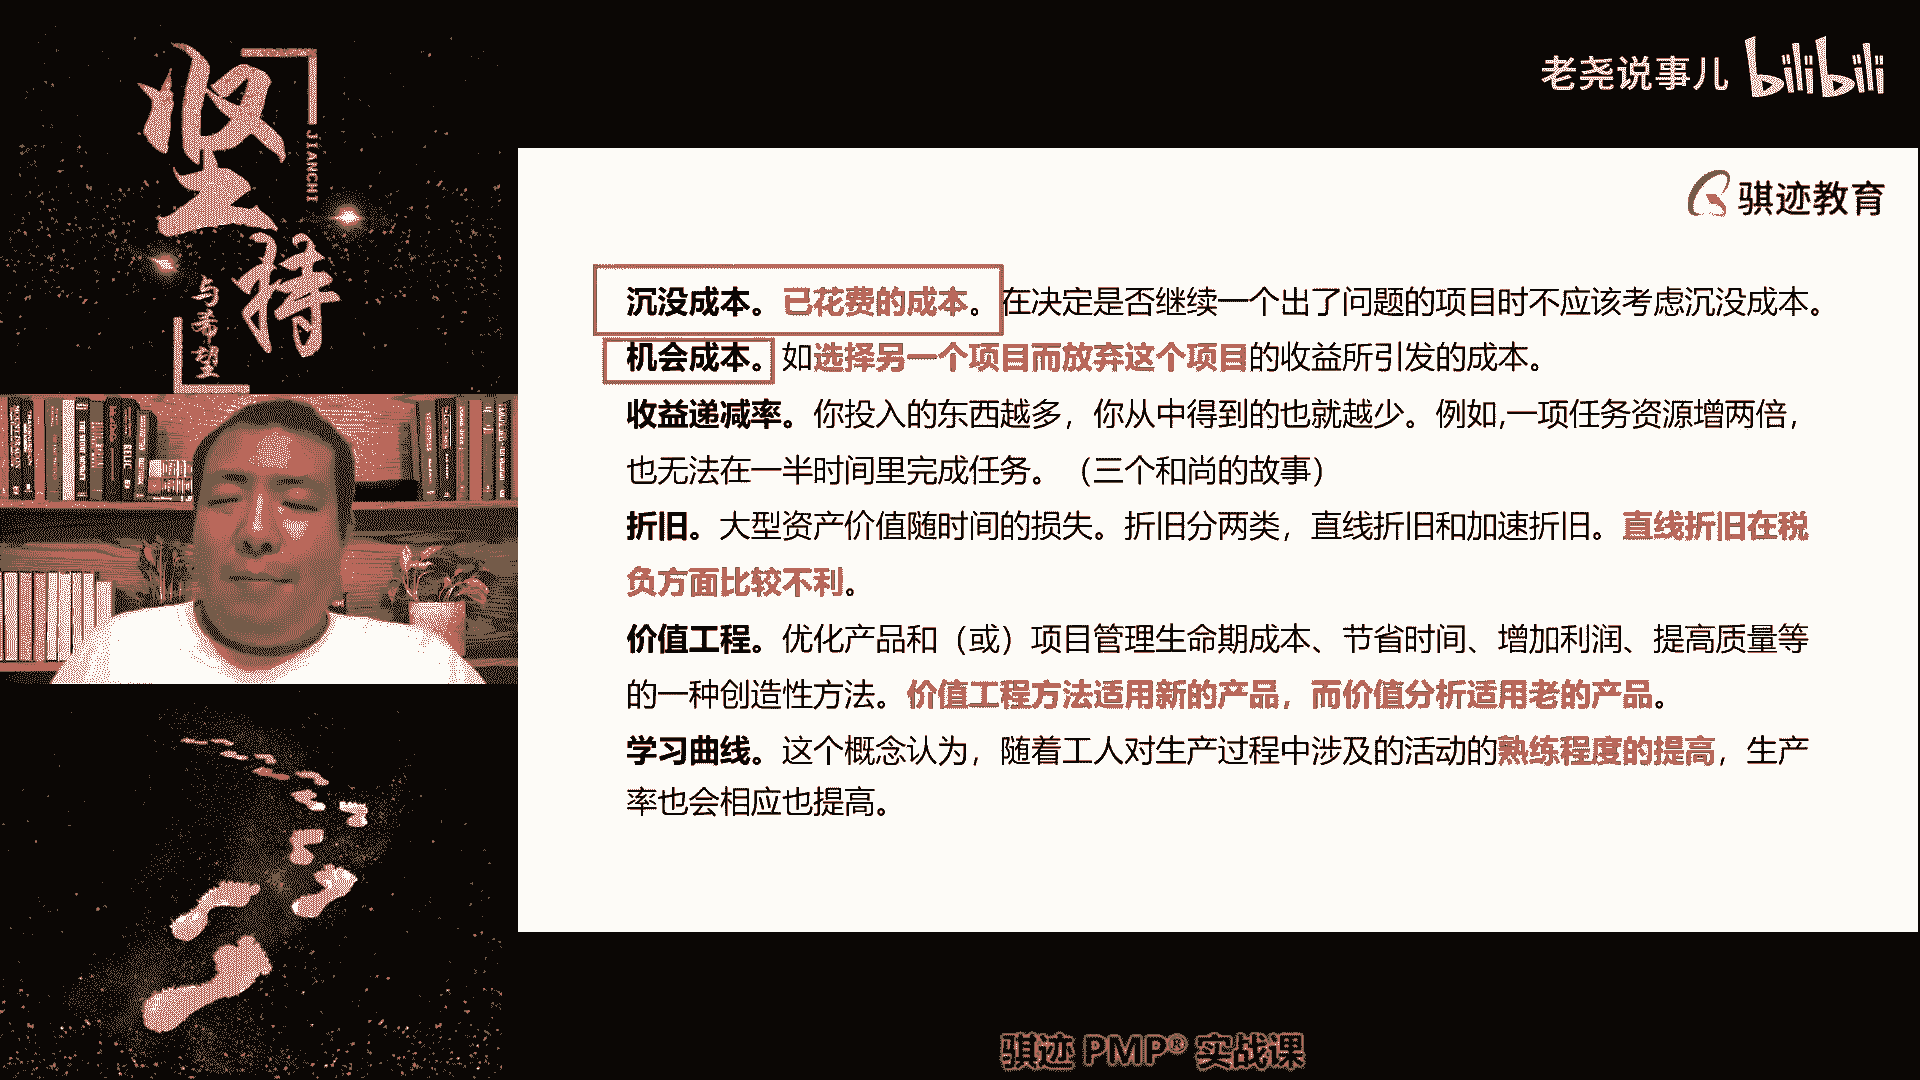 坚持
JIANCHI
与希望
老尧说事儿 bilibili
骐迹教育
沉没成本。已花费的成本。在决定是否继续一个出了问题的项目时不应该考虑沉没成本。
机会成本。如选择另一个项目而放弃这个项目的收益所引发的成本。
收益递减率。你投入的东西越多，你从中得到的也就越少。例如,一项任务资源增两倍，
也无法在一半时间里完成任务。（三个和尚的故事）
折旧。大型资产价值随时间的损失。折旧分两类，直线折旧和加速折旧。直线折旧在税
负方面比较不利。
价值工程。优化产品和（或）项目管理生命期成本、节省时间、增加利润、提高质量等
的一种创造性方法。价值工程方法适用新的产品，而价值分析适用老的产品。
学习曲线。这个概念认为，随着工人对生产过程中涉及的活动的熟练程度的提高，生产
率也会相应也提高。
骐迹 PMP® 实战课